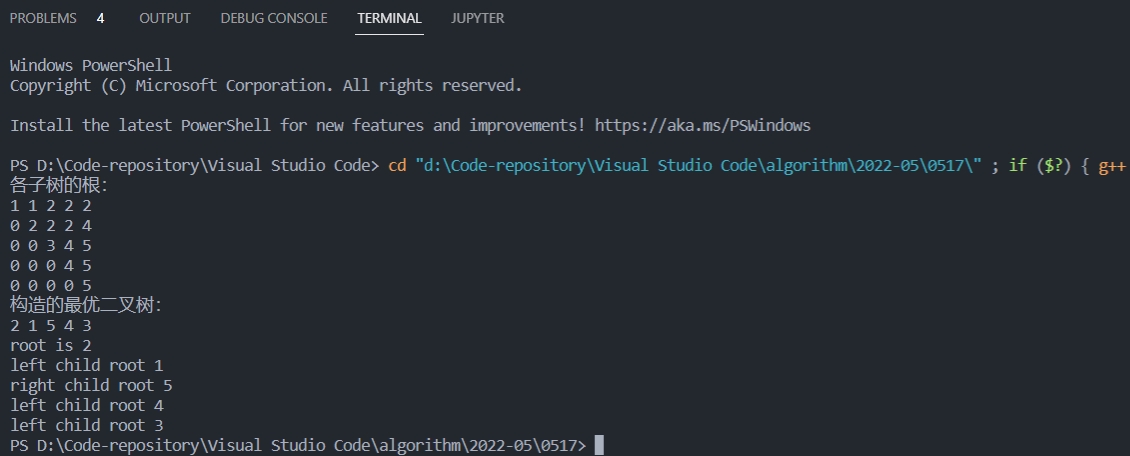 PROBLEMS 4 OUTPUT DEBUG CONSOLE TERMINAL JUPYTER
Windows PowerShell
Copyright (C) Microsoft Corporation. All rights reserved.
Install the latest PowerShell for new features and improvements! https://aka.ms/PSWindows
PS D:\Code-repository\Visual Studio Code> cd "d:\Code-repository\Visual Studio Code\algorithm\2022-05\0517\" ; if ($?) { g++
各子树的根:
1 1 2 2 2
0 2 2 2 4
0 0 3 4 5
0 0 0 4 5
0 0 0 0 5
构造的最优二叉树:
2 1 5 4 3
root is 2
left child root 1
right child root 5
left child root 4
left child root 3
PS D:\Code-repository\Visual Studio Code\algorithm\2022-05\0517>